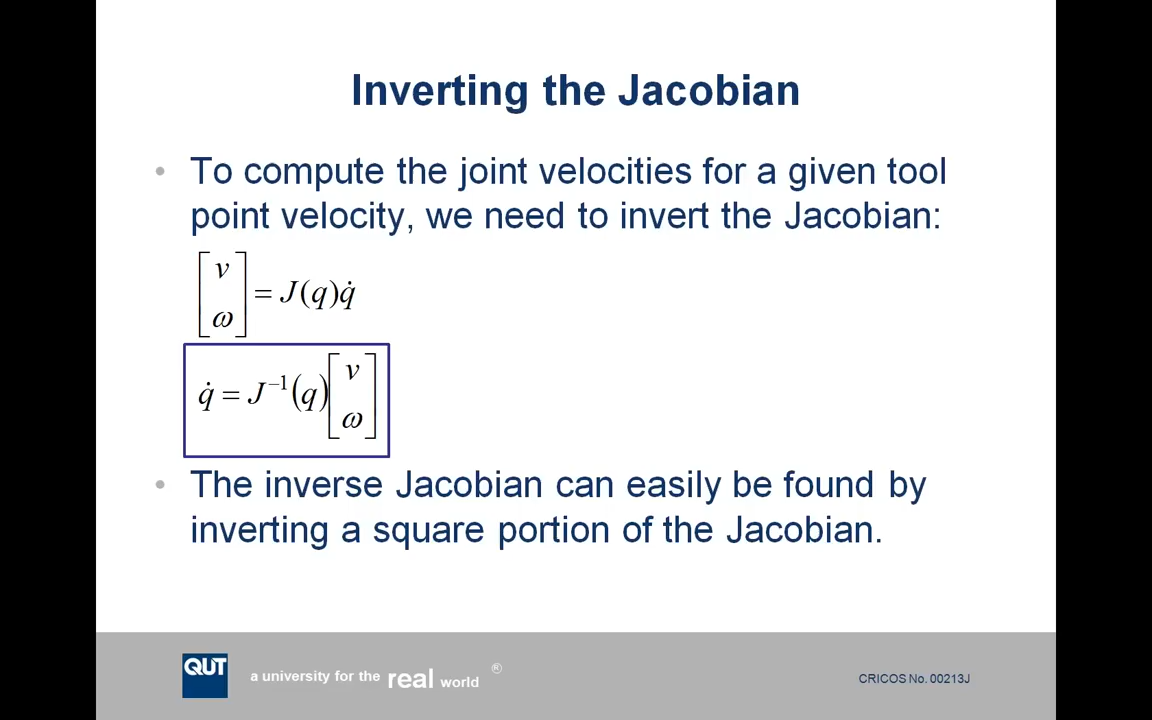 Inverting the Jacobian
• To compute the joint velocities for a given tool
point velocity, we need to invert the Jacobian:
[v ω] = J(q)q̇
q̇ = J⁻¹(q)[v ω]
• The inverse Jacobian can easily be found by
inverting a square portion of the Jacobian.
QUT a university for the real world ® CRICOS No. 00213J